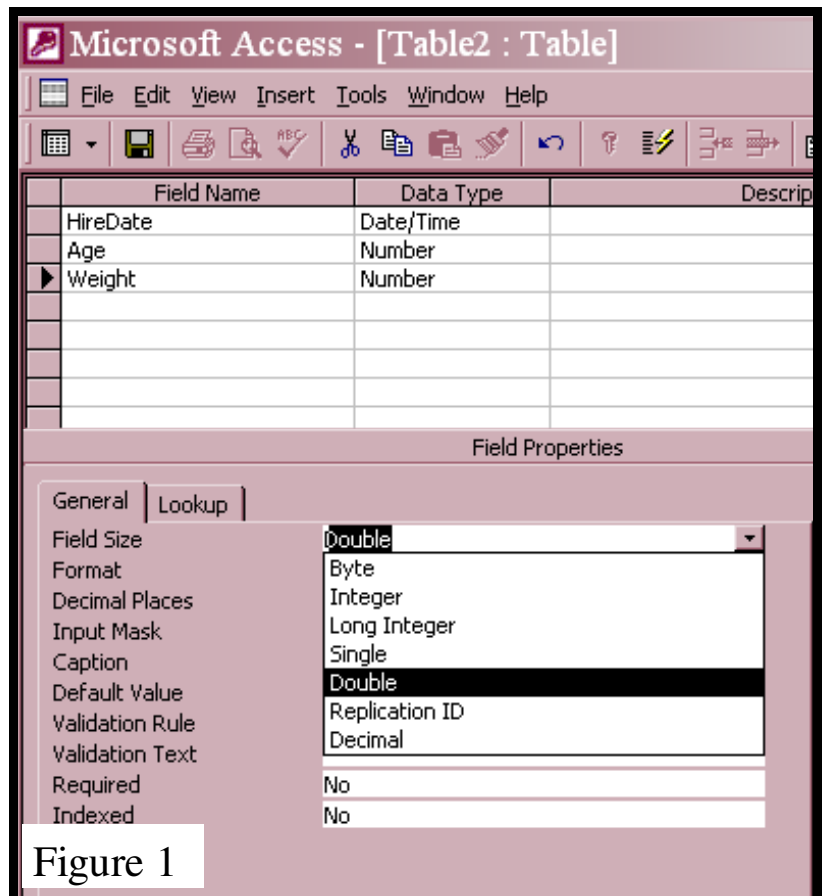 Microsoft Access - [Table2 : Table]
File Edit View Insert Tools Window Help
ABC
Field Name Data Type Descrip
HireDate Date/Time
Age Number
Weight Number
Field Properties
General Lookup
Field Size Double
Format Byte
Decimal Places Integer
Input Mask Long Integer
Caption Single
Default Value Double
Validation Rule Replication ID
Validation Text Decimal
Required No
Indexed No
Figure 1